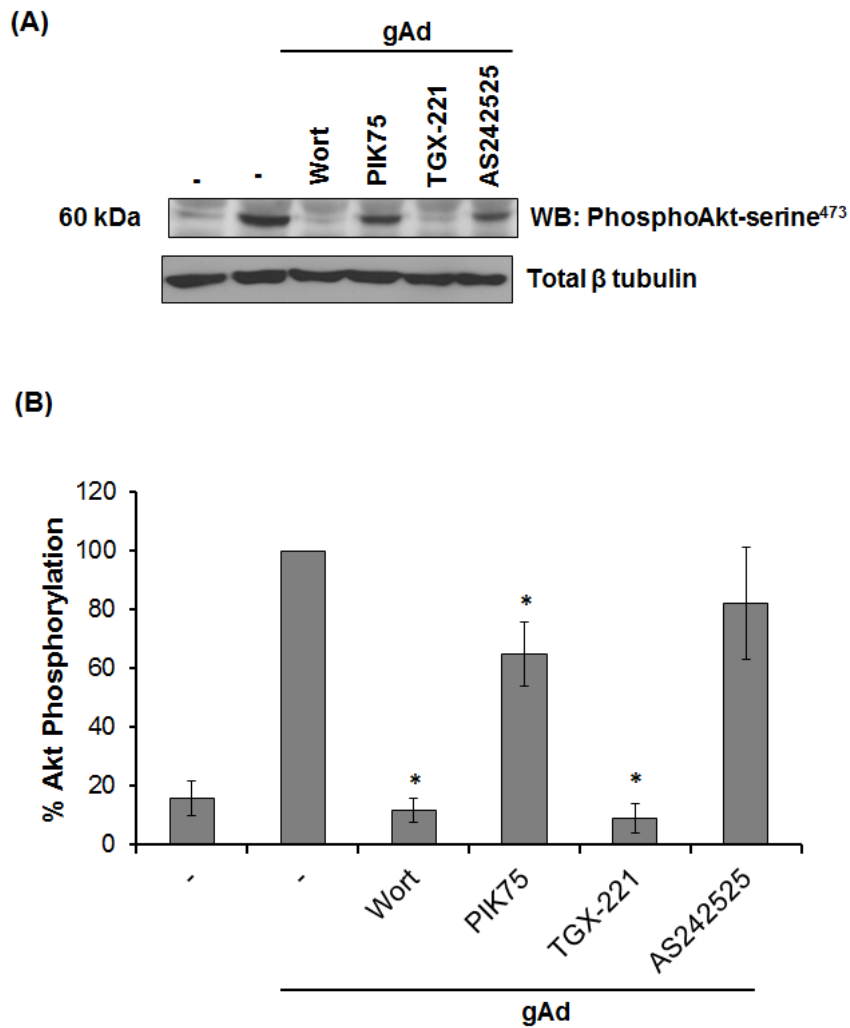 (A)
gAd
- - Wort PIK75 TGX-221 AS242525
60 kDa WB: PhosphoAkt-serine⁴⁷³
Total β tubulin
(B)
% Akt Phosphorylation
120
100
80
60
40
20
0
* * *
- - Wort PIK75 TGX-221 AS242525
gAd